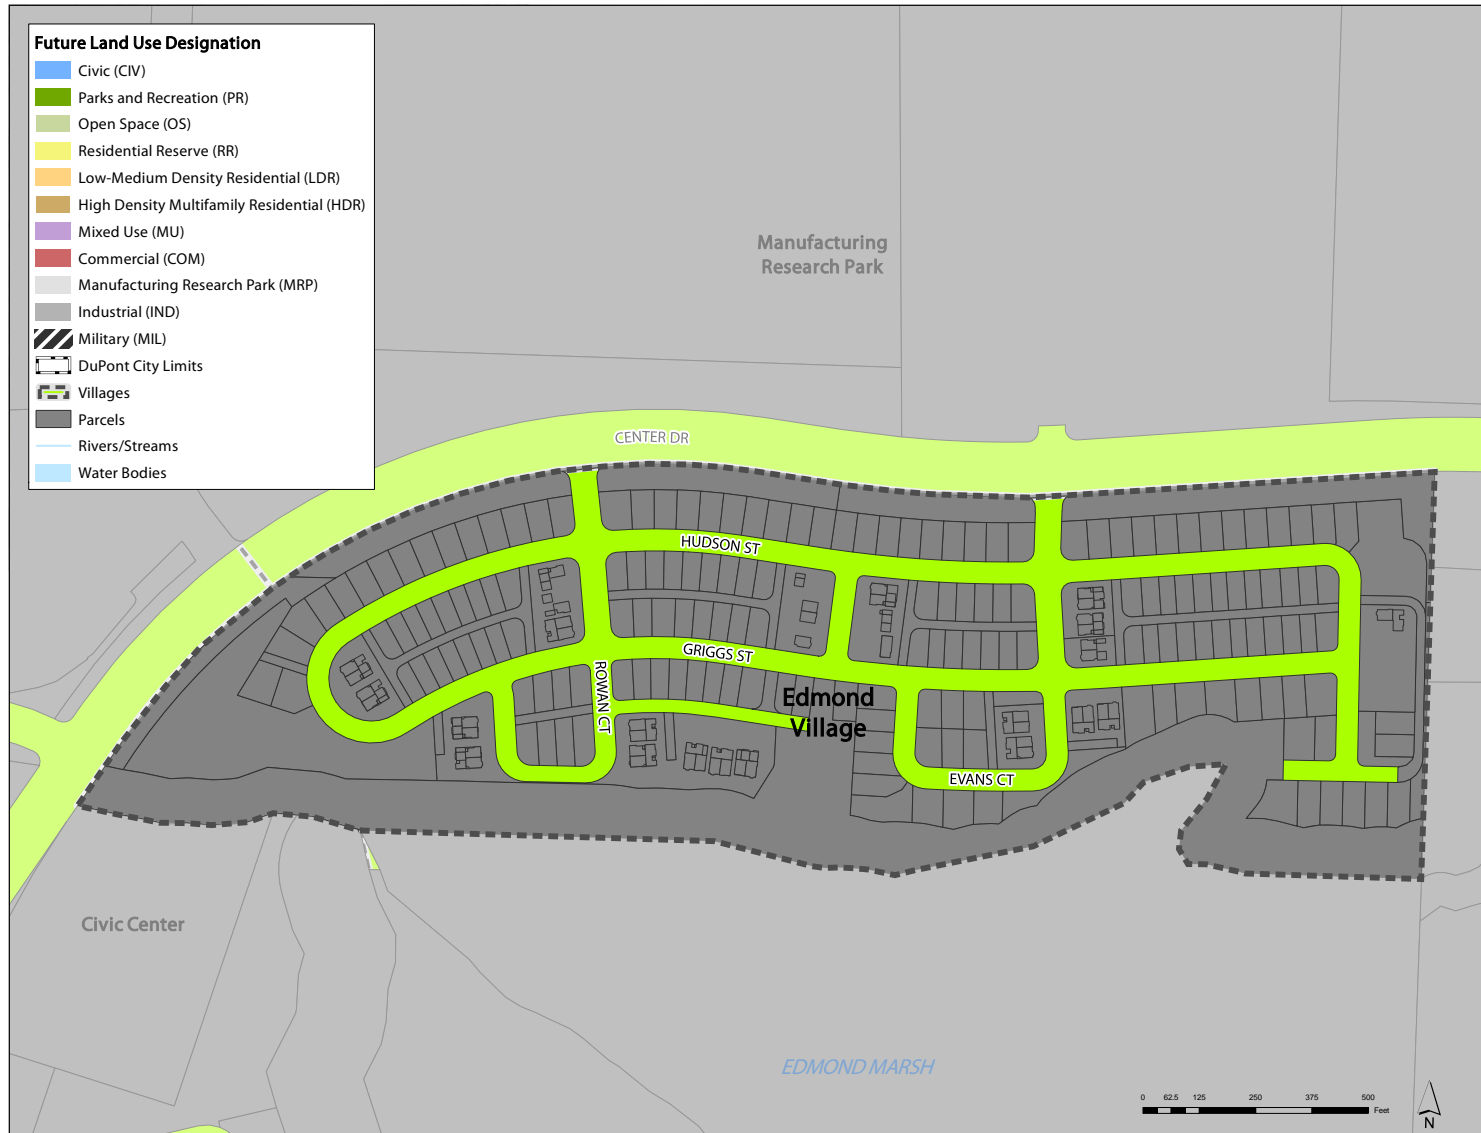 Future Land Use Designation
Civic (CIV)
Parks and Recreation (PR)
Open Space (OS)
Residential Reserve (RR)
Low-Medium Density Residential (LDR)
High Density Multifamily Residential (HDR)
Mixed Use (MU)
Commercial (COM)
Manufacturing Research Park (MRP)
Industrial (IND)
Military (MIL)
DuPont City Limits
Villages
Parcels
Rivers/Streams
Water Bodies
Manufacturing
Research Park
CENTER DR
HUDSON ST
GRIGGS ST
ROWAN CT
Edmond
Village
EVANS CT
Civic Center
EDMOND MARSH
0 62.5 125 250 375 500
Feet
N